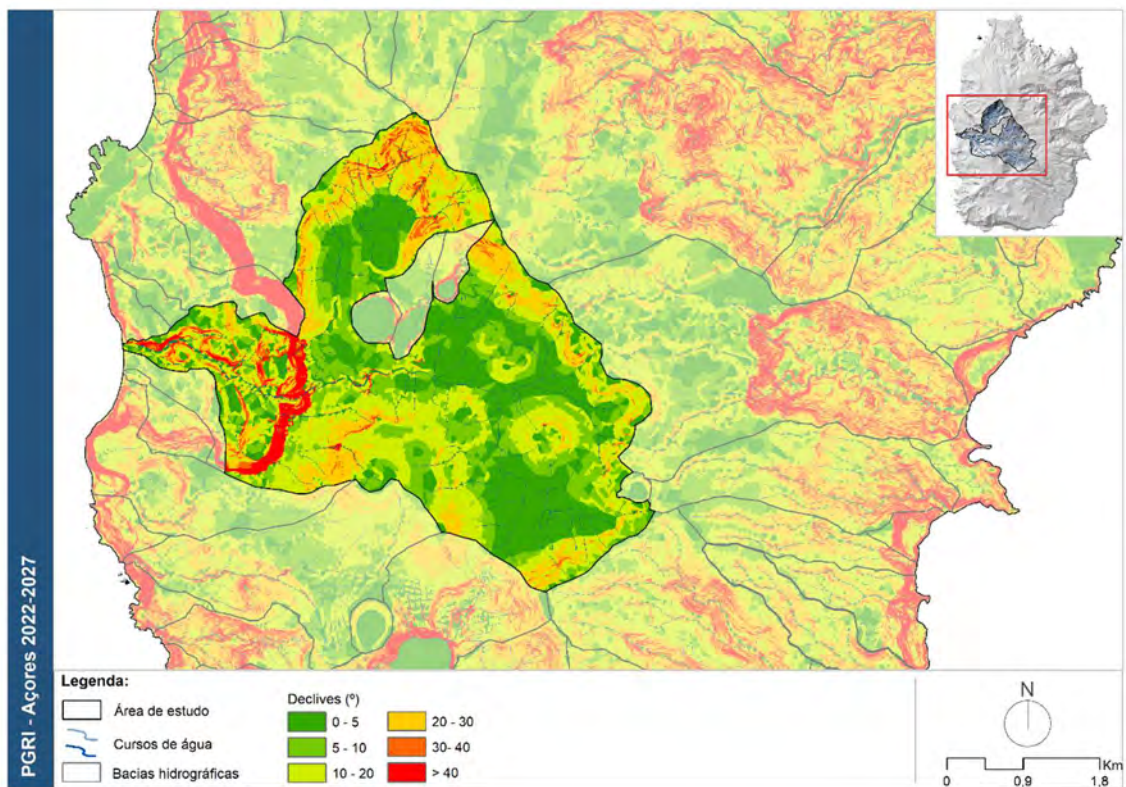 PGRI - Açores 2022-2027
Legenda:
Área de estudo
Cursos de água
Bacias hidrográficas
Declives (º)
0 - 5
5 - 10
10 - 20
20 - 30
30- 40
> 40
N
Km
0 0,9 1,8